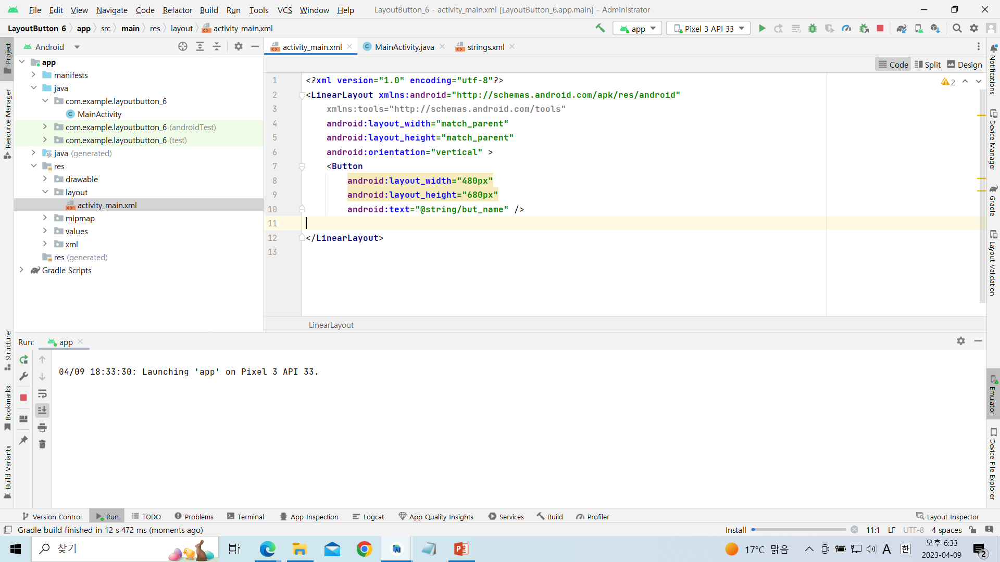 File Edit View Navigate Code Refactor Build Run Tools VCS Window Help LayoutButton_6 - activity_main.xml [LayoutButton_6.app.main] - Administrator
LayoutButton_6 app src main res layout activity_main.xml app Pixel 3 API 33
Android activity_main.xml MainActivity.java strings.xml
Code Split Design
Project
Resource Manager
Structure
Bookmarks
Build Variants
app
manifests
java
com.example.layoutbutton_6
MainActivity
com.example.layoutbutton_6 (androidTest)
com.example.layoutbutton_6 (test)
java (generated)
res
drawable
layout
activity_main.xml
mipmap
values
xml
res (generated)
Gradle Scripts
1 <?xml version="1.0" encoding="utf-8"?>
2 <LinearLayout xmlns:android="http://schemas.android.com/apk/res/android"
3 xmlns:tools="http://schemas.android.com/tools"
4 android:layout_width="match_parent"
5 android:layout_height="match_parent"
6 android:orientation="vertical" >
7 <Button
8 android:layout_width="480px"
9 android:layout_height="680px"
10 android:text="@string/but_name" />
11
12 </LinearLayout>
13
2
LinearLayout
Notifications
Device Manager
Gradle
Layout Validation
Emulator
Device File Explorer
Run: app
04/09 18:33:30: Launching 'app' on Pixel 3 API 33.
Version Control Run TODO Problems Terminal App Inspection Logcat App Quality Insights Services Build Profiler Layout Inspector
Gradle build finished in 12 s 472 ms (moments ago) Install 11:1 LF UTF-8 4 spaces
찾기 17°C 맑음 A 한 오후 6:33
2023-04-09 2